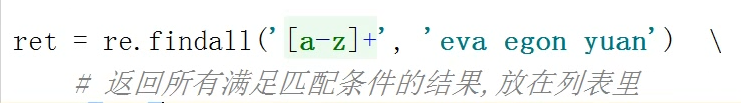 ret = re.findall('[a-z]+', 'eva egon yuan')  \
# 返回所有满足匹配条件的结果,放在列表里